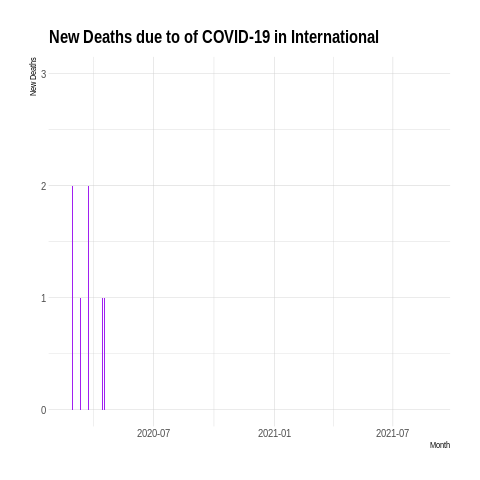 New Deaths due to of COVID-19 in International
New Deaths
3
2
1
0
2020-07 2021-01 2021-07
Month